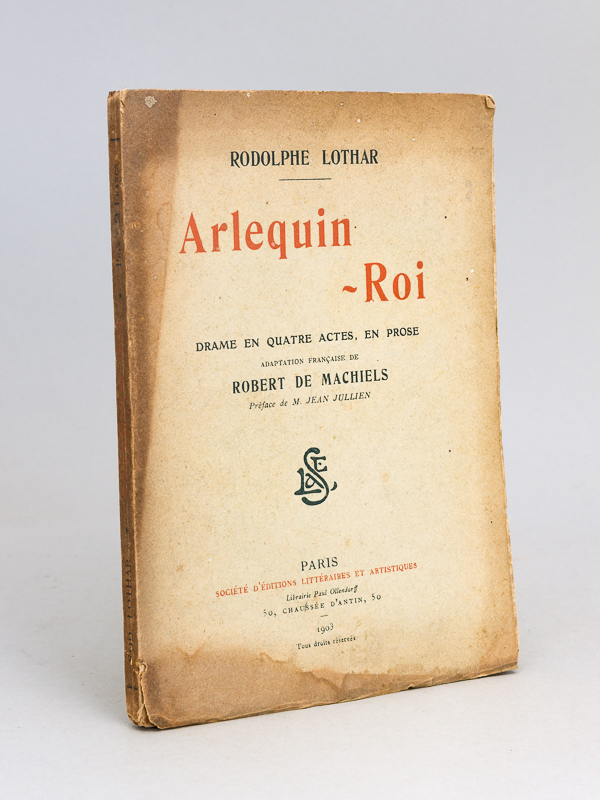 RODOLPHE LOTHAR
Arlequin
~Roi
DRAME EN QUATRE ACTES, EN PROSE
ADAPTATION FRANÇAISE DE
ROBERT DE MACHIELS
Préface de M. JEAN JULLIEN
PARIS
SOCIÉTÉ D'ÉDITIONS LITTÉRAIRES ET ARTISTIQUES
Librairie Paul Ollendorff
50, CHAUSSÉE D'ANTIN, 50
1903
Tous droits réservés
LOTHAR